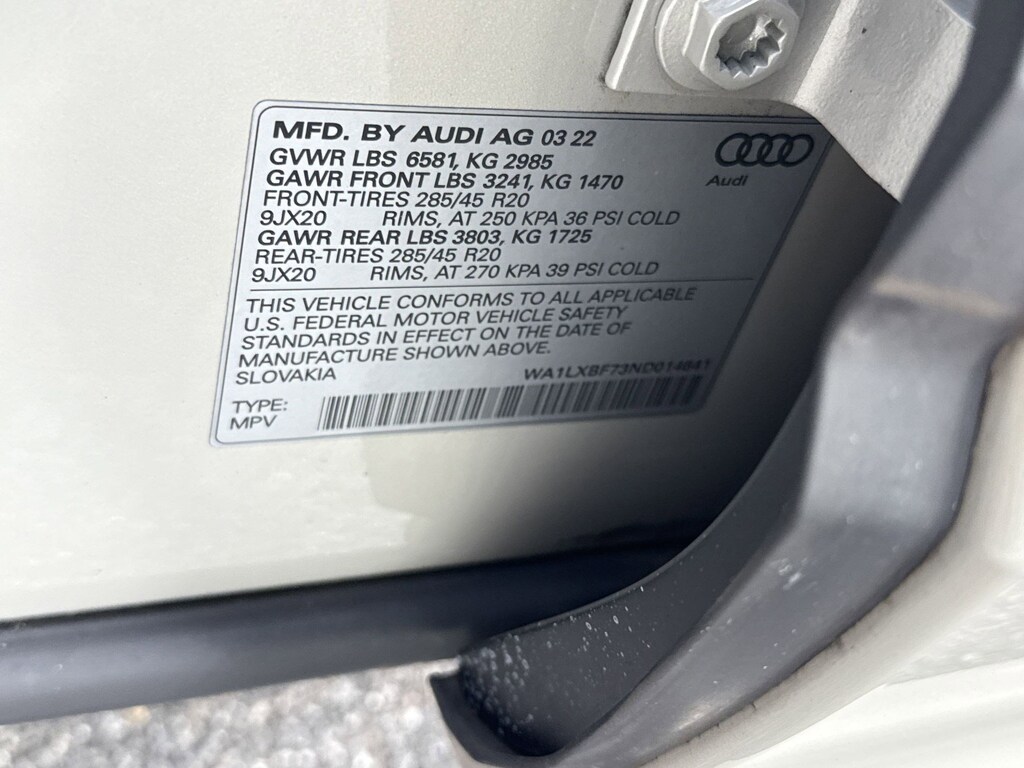 MFD. BY AUDI AG 03 22
GVWR LBS 6581, KG 2985
GAWR FRONT LBS 3241, KG 1470
FRONT-TIRES 285/45 R20
9JX20 RIMS, AT 250 KPA 36 PSI COLD
GAWR REAR LBS 3803, KG 1725
REAR-TIRES 285/45 R20
9JX20 RIMS, AT 270 KPA 39 PSI COLD
Audi
THIS VEHICLE CONFORMS TO ALL APPLICABLE
U.S. FEDERAL MOTOR VEHICLE SAFETY
STANDARDS IN EFFECT ON THE DATE OF
MANUFACTURE SHOWN ABOVE.
SLOVAKIA WA1LXBF73ND014641
TYPE:
MPV